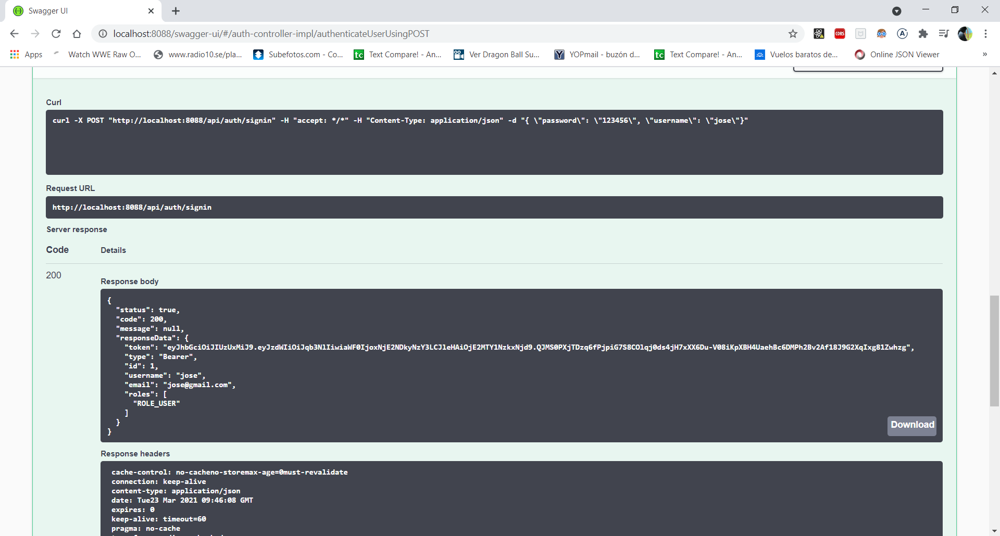 Swagger UI
localhost:8088/swagger-ui/#/auth-controller-impl/authenticateUserUsingPOST
CORS
Apps Watch WWE Raw O... www.radio10.se/pla... Subefotos.com - Co... tc Text Compare! - An... Ver Dragon Ball Su... Y YOPmail - buzón d... tc Text Compare! - An... Vuelos baratos de... Online JSON Viewer »
Curl
curl -X POST "http://localhost:8088/api/auth/signin" -H "accept: */*" -H "Content-Type: application/json" -d "{ \"password\": \"123456\", \"username\": \"jose\"}"
Request URL
http://localhost:8088/api/auth/signin
Server response
Code Details
200
Response body
{
"status": true,
"code": 200,
"message": null,
"responseData": {
"token": "eyJhbGciOiJIUzUxMiJ9.eyJzdWIiOiJqb3NlIiwiaWF0IjoxNjE2NDkyNzY3LCJleHAiOjE2MTY1NzkxNjd9.QJMS0PXjTDzq6fPjpiG7S8COlqj0ds4jH7xXX6Du-V08iKpXBH4UaehBc6DMPh2Bv2Af18J9G2XqIxg81Zwhzg",
"type": "Bearer",
"id": 1,
"username": "jose",
"email": "jose@gmail.com",
"roles": [
"ROLE_USER"
]
}
}
Download
Response headers
cache-control: no-cacheno-storemax-age=0must-revalidate
connection: keep-alive
content-type: application/json
date: Tue23 Mar 2021 09:46:08 GMT
expires: 0
keep-alive: timeout=60
pragma: no-cache